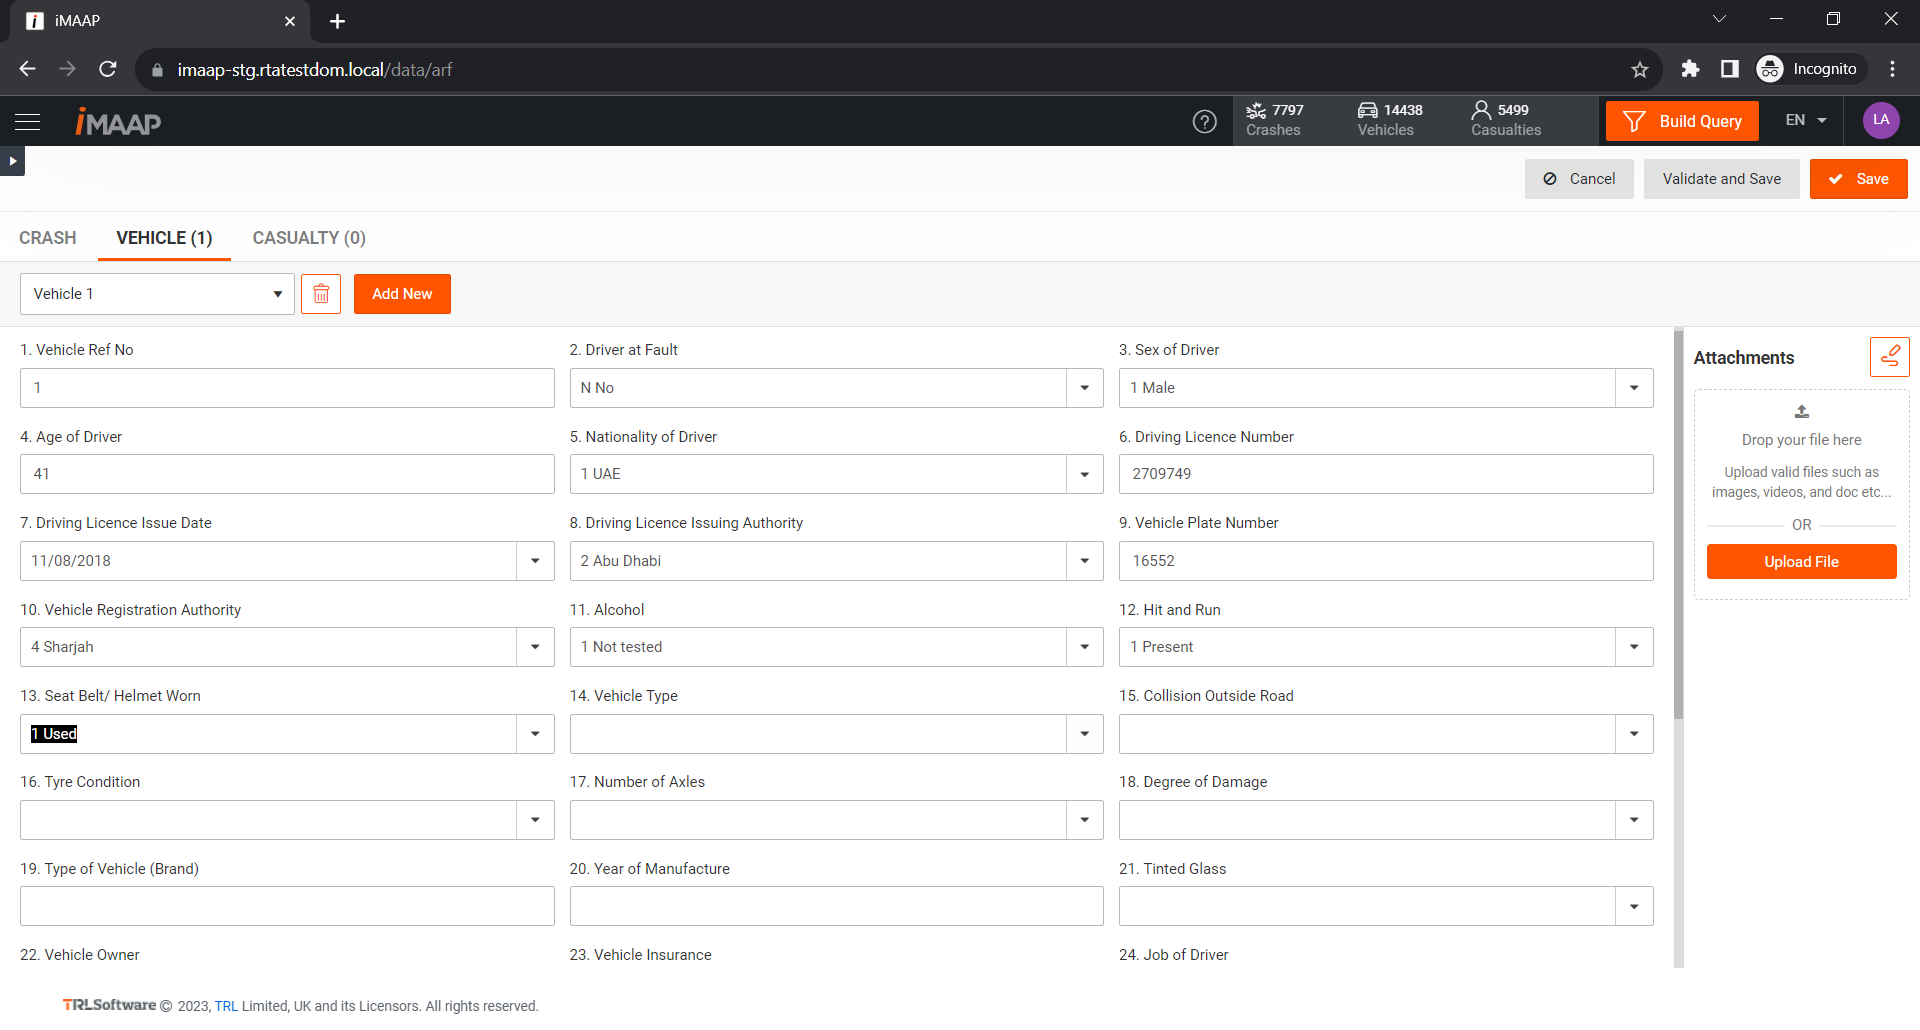 iMAAP
imaap-stg.rtatestdom.local/data/arf
Incognito
iMAAP
7797
Crashes
14438
Vehicles
5499
Casualties
Build Query
EN
LA
Cancel
Validate and Save
Save
CRASH
VEHICLE (1)
CASUALTY (0)
Vehicle 1
Add New
1. Vehicle Ref No
2. Driver at Fault
3. Sex of Driver
1
N No
1 Male
4. Age of Driver
5. Nationality of Driver
6. Driving Licence Number
41
1 UAE
2709749
7. Driving Licence Issue Date
8. Driving Licence Issuing Authority
9. Vehicle Plate Number
11/08/2018
2 Abu Dhabi
16552
10. Vehicle Registration Authority
11. Alcohol
12. Hit and Run
4 Sharjah
1 Not tested
1 Present
13. Seat Belt/ Helmet Worn
14. Vehicle Type
15. Collision Outside Road
1 Used
16. Tyre Condition
17. Number of Axles
18. Degree of Damage
19. Type of Vehicle (Brand)
20. Year of Manufacture
21. Tinted Glass
22. Vehicle Owner
23. Vehicle Insurance
24. Job of Driver
Attachments
Drop your file here
Upload valid files such as
images, videos, and doc etc...
OR
Upload File
TRLSoftware © 2023, TRL Limited, UK and its Licensors. All rights reserved.